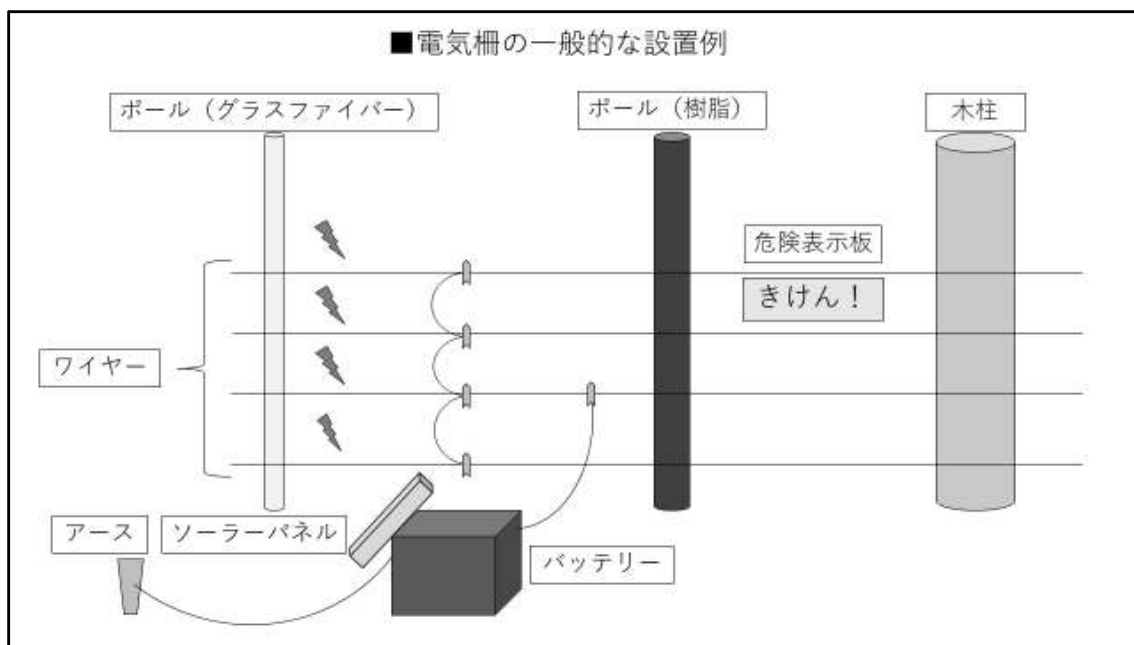 ■電気柵の一般的な設置例
ポール（グラスファイバー）
ポール（樹脂）
木柱
危険表示板
きけん！
ワイヤー
アース
ソーラーパネル
バッテリー